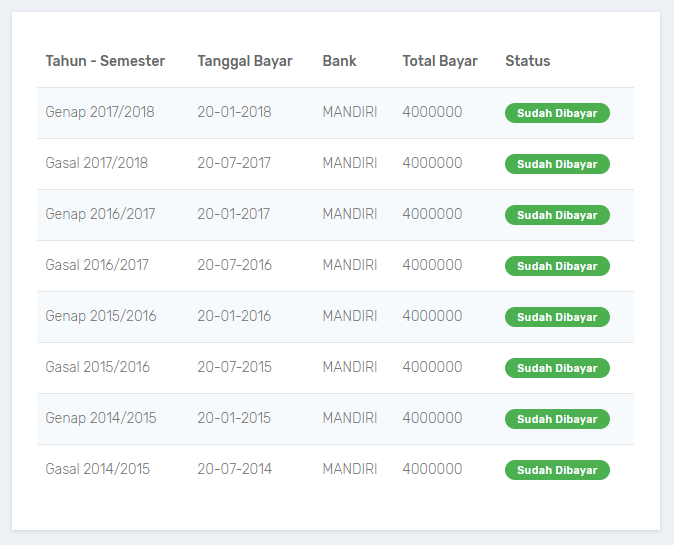 Tahun - Semester Tanggal Bayar Bank Total Bayar Status
Genap 2017/2018 20-01-2018 MANDIRI 4000000 Sudah Dibayar
Gasal 2017/2018 20-07-2017 MANDIRI 4000000 Sudah Dibayar
Genap 2016/2017 20-01-2017 MANDIRI 4000000 Sudah Dibayar
Gasal 2016/2017 20-07-2016 MANDIRI 4000000 Sudah Dibayar
Genap 2015/2016 20-01-2016 MANDIRI 4000000 Sudah Dibayar
Gasal 2015/2016 20-07-2015 MANDIRI 4000000 Sudah Dibayar
Genap 2014/2015 20-01-2015 MANDIRI 4000000 Sudah Dibayar
Gasal 2014/2015 20-07-2014 MANDIRI 4000000 Sudah Dibayar